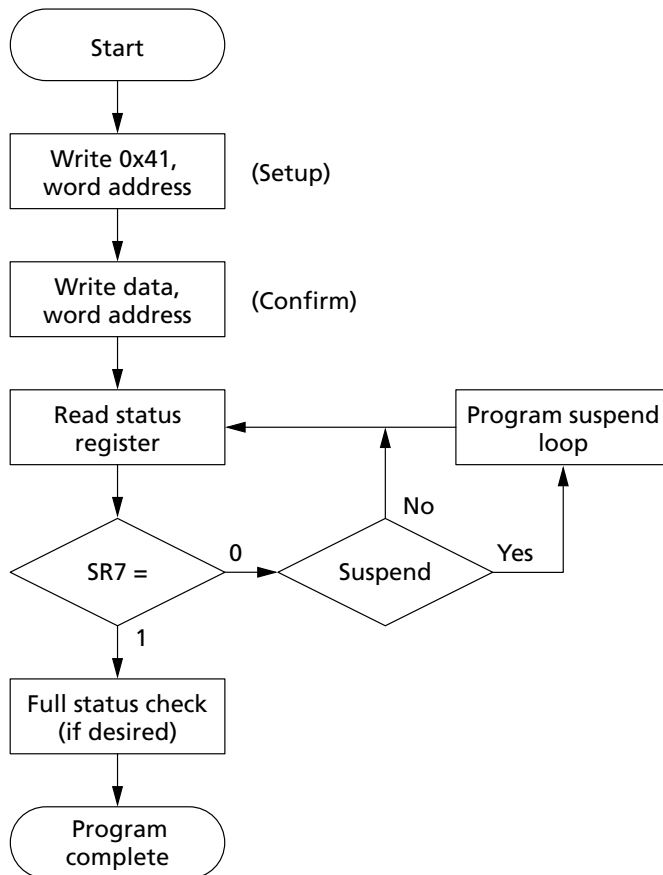 Start
Write 0x41,
word address
(Setup)
Write data,
word address
(Confirm)
Read status
register
Program suspend
loop
No
SR7 =
0
Suspend
Yes
1
Full status check
(if desired)
Program
complete